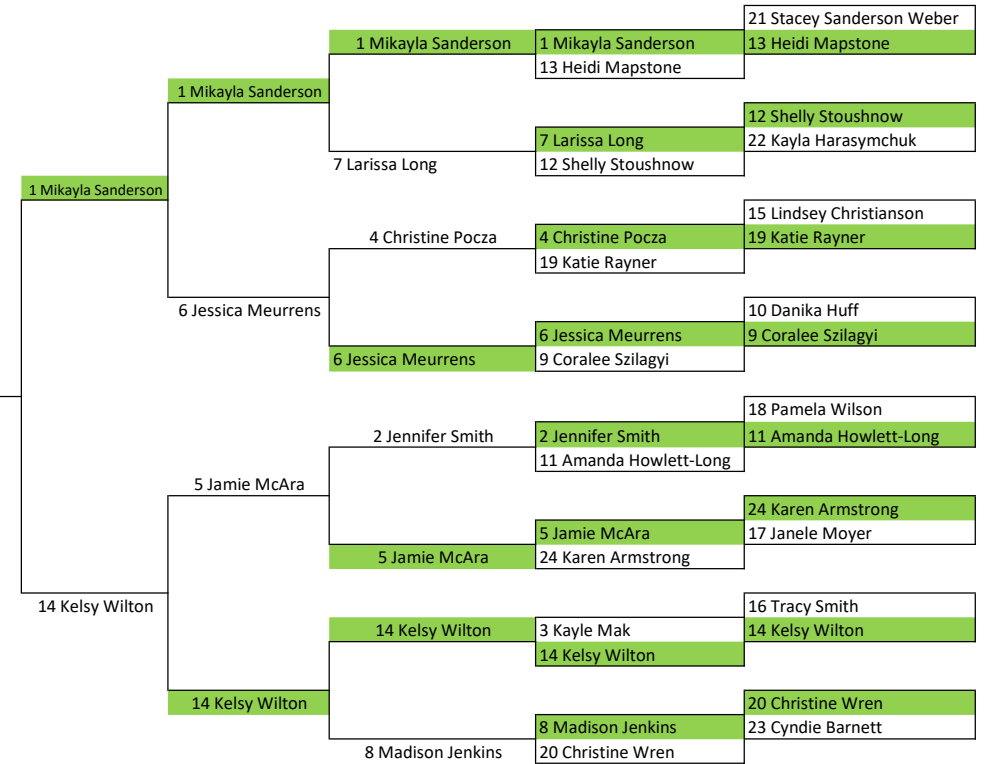 21 Stacey Sanderson Weber
1 Mikayla Sanderson
1 Mikayla Sanderson
13 Heidi Mapstone
13 Heidi Mapstone
1 Mikayla Sanderson
12 Shelly Stoushnow
7 Larissa Long
22 Kayla Harasymchuk
7 Larissa Long
12 Shelly Stoushnow
1 Mikayla Sanderson
15 Lindsey Christianson
4 Christine Pocza
4 Christine Pocza
19 Katie Rayner
19 Katie Rayner
6 Jessica Meurrens
10 Danika Huff
6 Jessica Meurrens
9 Coralee Szilagyi
6 Jessica Meurrens
9 Coralee Szilagyi
18 Pamela Wilson
2 Jennifer Smith
2 Jennifer Smith
11 Amanda Howlett-Long
11 Amanda Howlett-Long
5 Jamie McAra
24 Karen Armstrong
5 Jamie McAra
17 Janele Moyer
5 Jamie McAra
24 Karen Armstrong
14 Kelsy Wilton
16 Tracy Smith
14 Kelsy Wilton
3 Kayle Mak
14 Kelsy Wilton
14 Kelsy Wilton
14 Kelsy Wilton
20 Christine Wren
8 Madison Jenkins
23 Cyndie Barnett
8 Madison Jenkins
20 Christine Wren